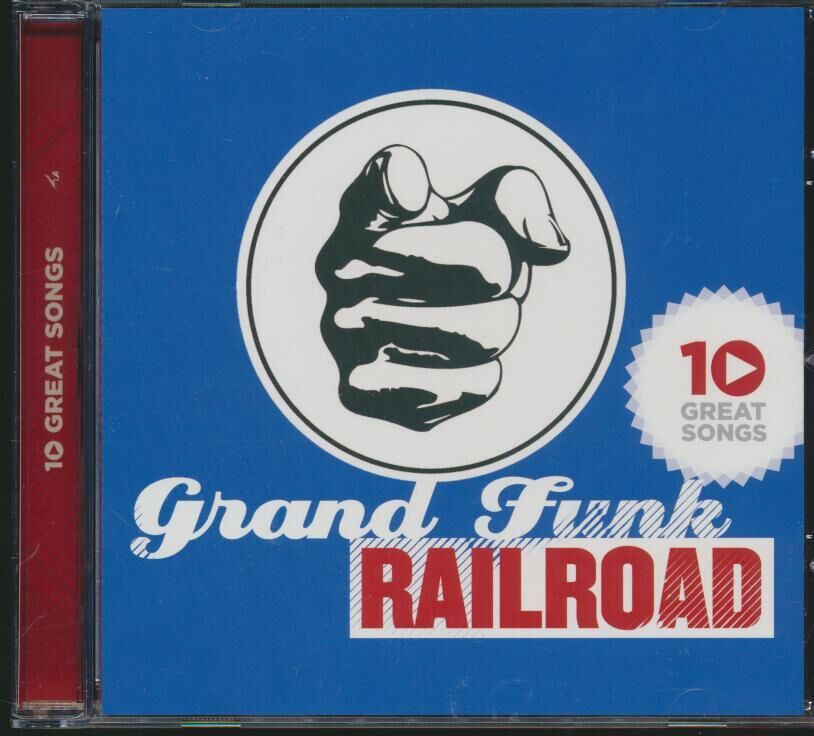 10 GREAT SONGS
10
GREAT
SONGS
Grand Funk
RAILROAD